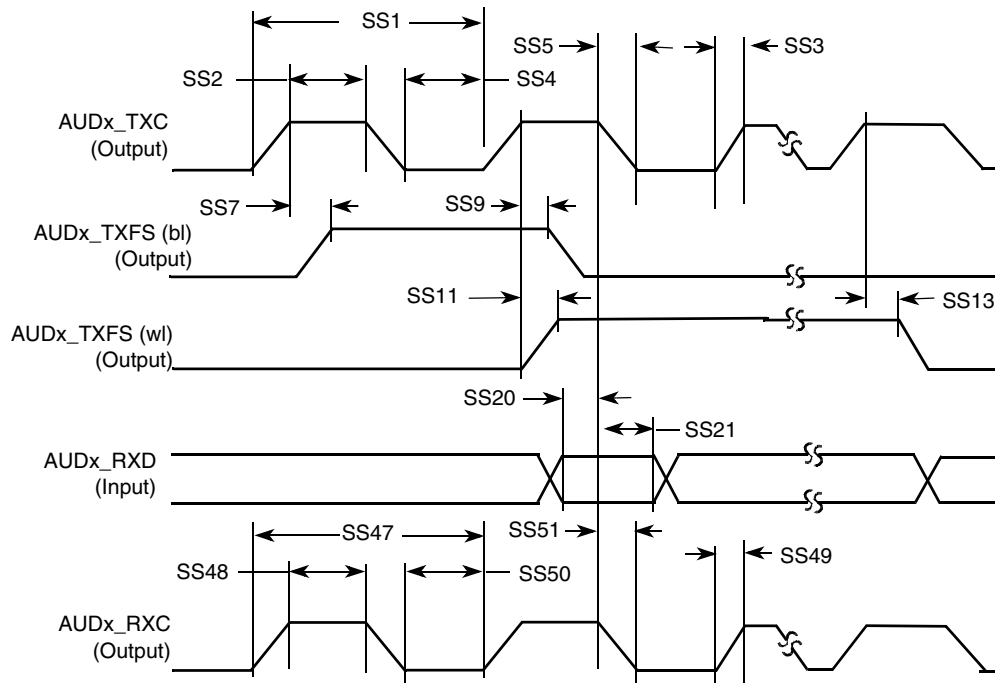 SS1
SS5
SS3
SS2
SS4
AUDx_TXC
(Output)
SS7
SS9
AUDx_TXFS (bl)
(Output)
SS11
SS13
AUDx_TXFS (wl)
(Output)
SS20
SS21
AUDx_RXD
(Input)
SS47
SS51
SS49
SS48
SS50
AUDx_RXC
(Output)